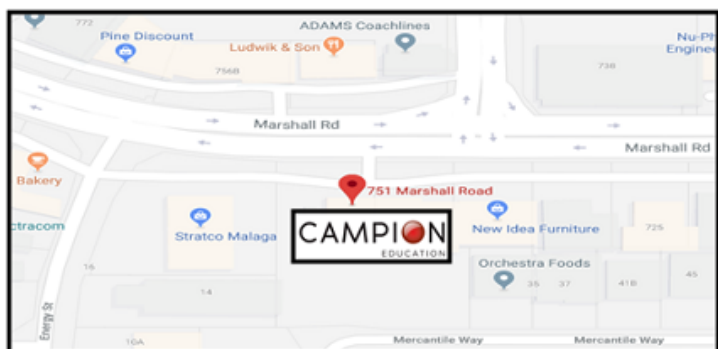 ADAMS Coachlines
772
Pine Discount
Ludwik & Son
756B
738
Nu-Ph
Enginee
Marshall Rd
Marshall Rd
Bakery
751 Marshall Road
ctracom
Stratco Malaga
CAMPION
EDUCATION
New Idea Furniture
725
Orchestra Foods
16
14
35
37
41B
45
Energy St
10A
Mercantile Way
Mercantile Way